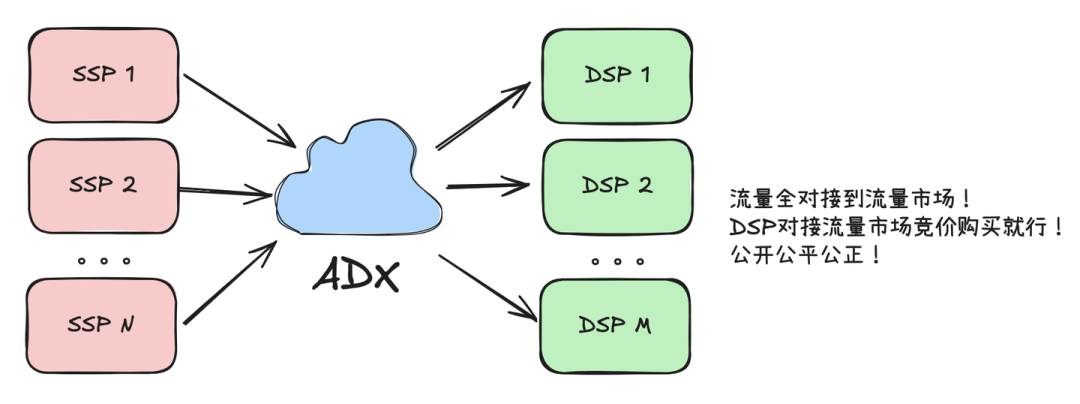 SSP 1
SSP 2
SSP N
ADX
DSP 1
DSP 2
DSP M
流量全对接到流量市场！
DSP对接流量市场竞价购买就行！
公开公平公正！